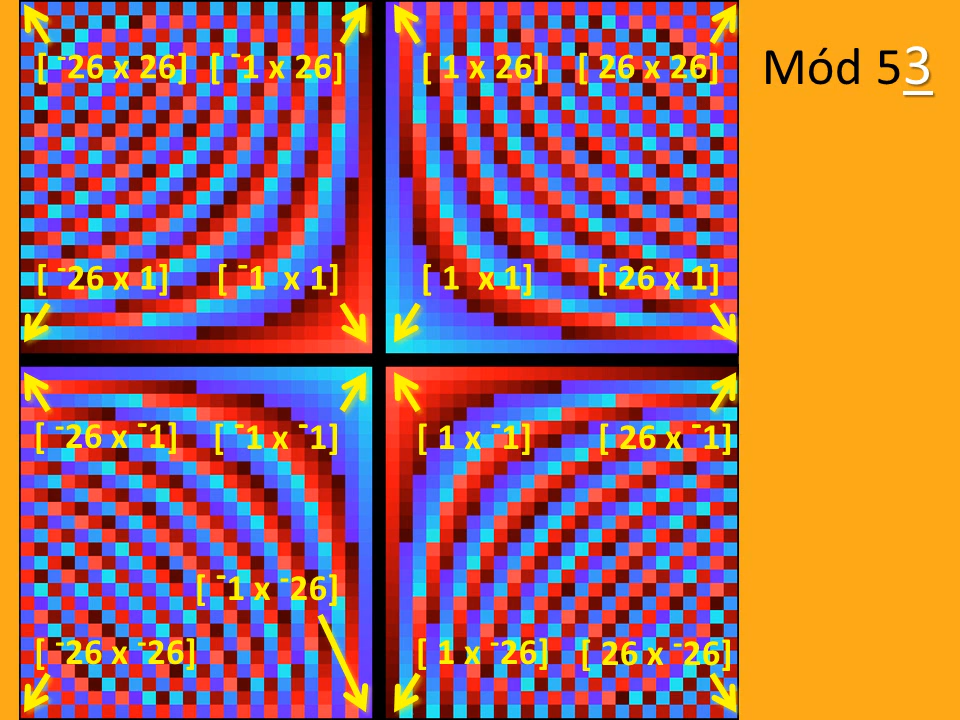 Mód 53
[ -26 x 26] [ -1 x 26] [ 1 x 26] [ 26 x 26]
[ -26 x 1] [ -1 x 1] [ 1 x 1] [ 26 x 1]
[ -26 x -1] [ -1 x -1] [ 1 x -1] [ 26 x -1]
[ -1 x -26]
[ -26 x -26] [ 1 x -26] [ 26 x -26]